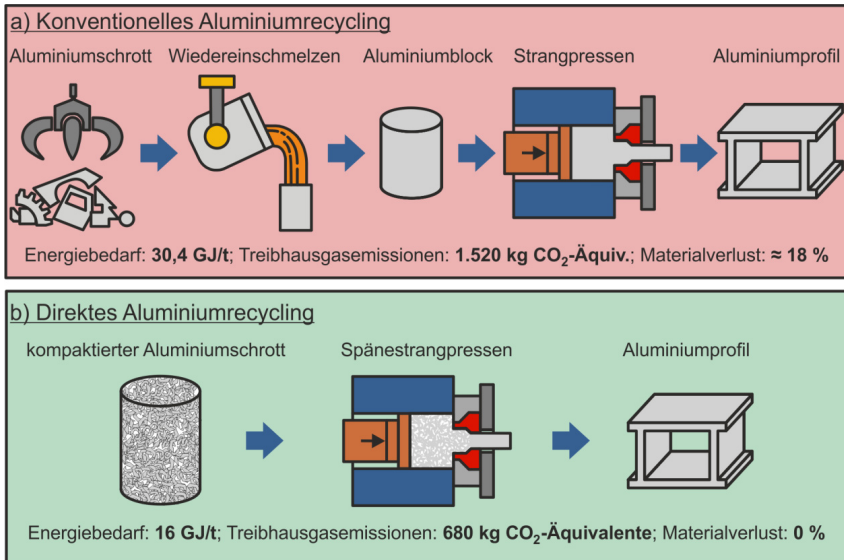 a) Konventionelles Aluminiumrecycling
Aluminiumschrott Wiedereinschmelzen Aluminiumblock Strangpressen Aluminiumprofil
Energiebedarf: 30,4 GJ/t; Treibhausgasemissionen: 1.520 kg CO₂-Äquiv.; Materialverlust: ≈ 18 %
b) Direktes Aluminiumrecycling
kompaktierter Aluminiumschrott Spänestrangpressen Aluminiumprofil
Energiebedarf: 16 GJ/t; Treibhausgasemissionen: 680 kg CO₂-Äquivalente; Materialverlust: 0 %